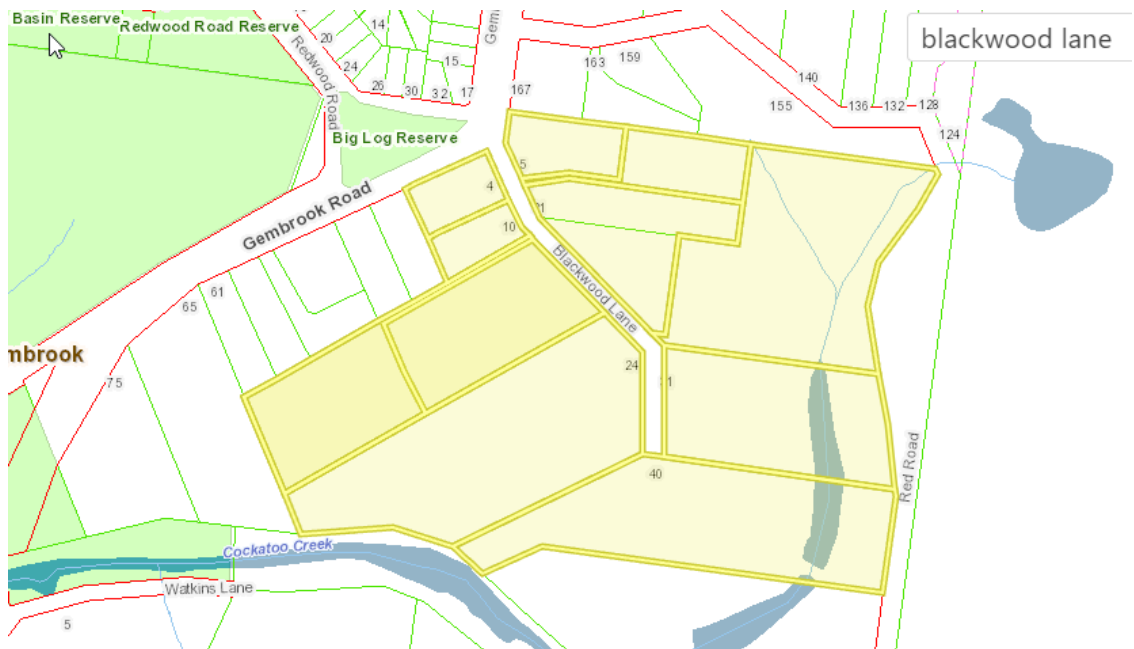 Basin Reserve
Redwood Road Reserve
blackwood lane
14
20
15
24
26
30
32
17
Redwood Road
163
159
167
140
155
136
132
128
124
Big Log Reserve
5
4
10
Gembrook Road
61
65
Blackwood Lane
mbrook
24
75
Red Road
40
Cockatoo Creek
Watkins Lane
5